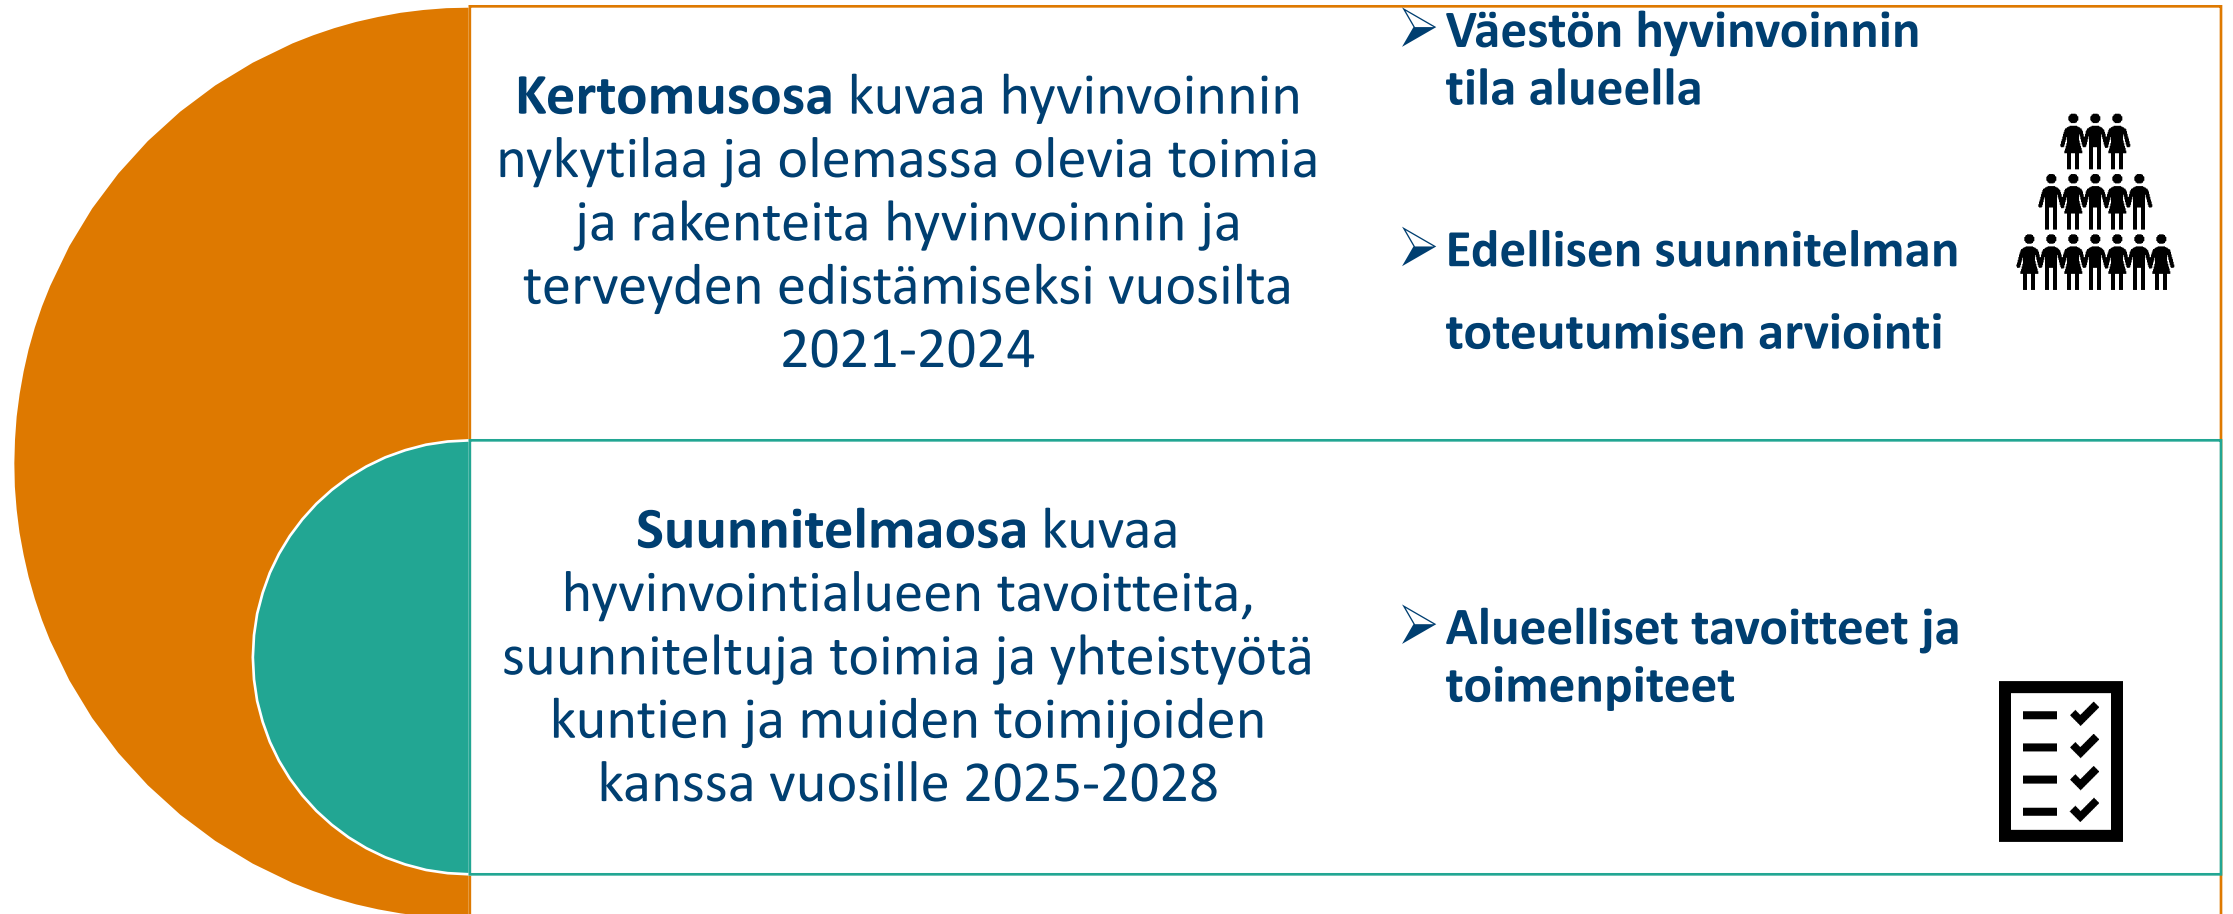 Kertomusosa kuvaa hyvinvoinnin
nykytilaa ja olemassa olevia toimia
ja rakenteita hyvinvoinnin ja
terveyden edistämiseksi vuosilta
2021-2024
Väestön hyvinvoinnin
tila alueella
Edellisen suunnitelman
toteutumisen arviointi
Suunnitelmaosa kuvaa
hyvinvointialueen tavoitteita,
suunniteltuja toimia ja yhteistyötä
kuntien ja muiden toimijoiden
kanssa vuosille 2025-2028
Alueelliset tavoitteet ja
toimenpiteet